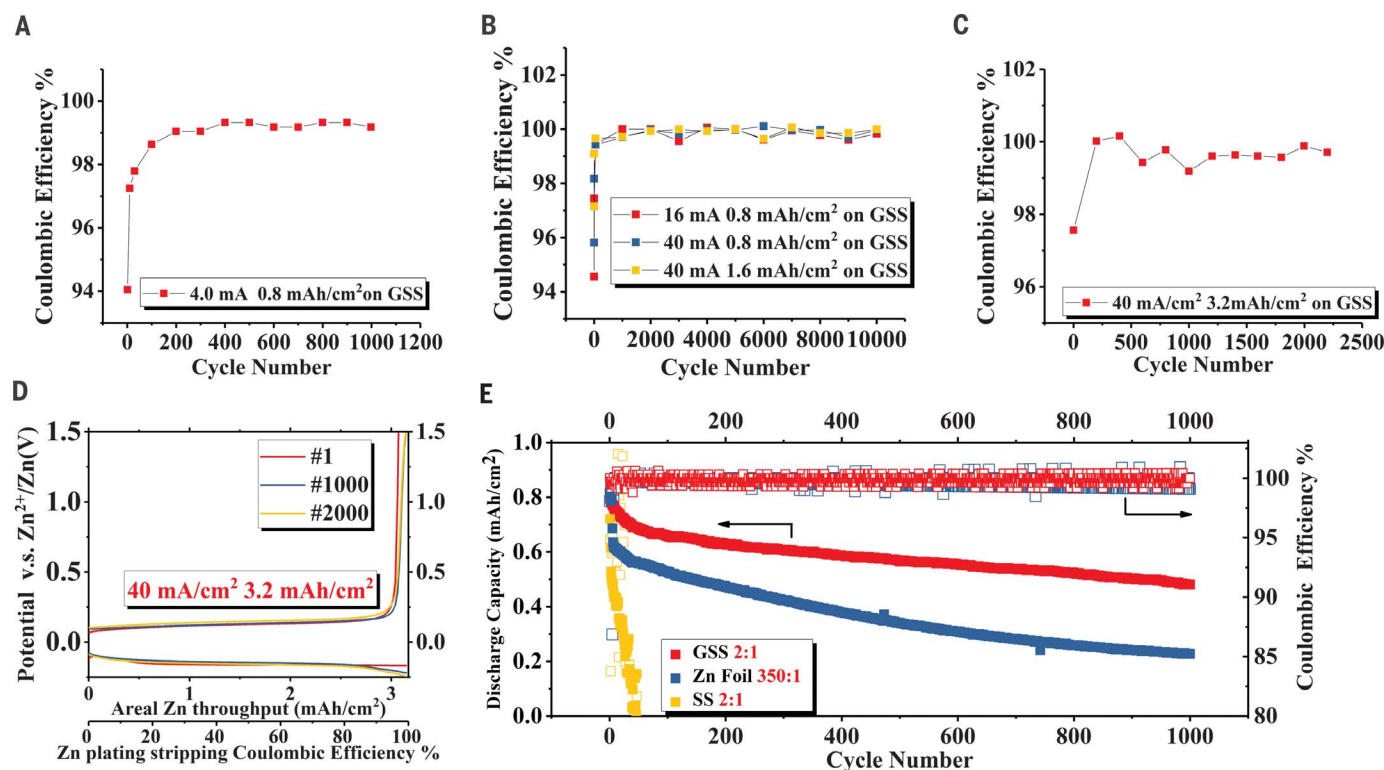 A
Coulombic Efficiency %
100
98
96
94
4.0 mA 0.8 mAh/cm²on GSS
0 200 400 600 800 1000 1200
Cycle Number
B
Coulombic Efficiency %
102
100
98
96
94
16 mA 0.8 mAh/cm² on GSS
40 mA 0.8 mAh/cm² on GSS
40 mA 1.6 mAh/cm² on GSS
0 2000 4000 6000 8000 10000
Cycle Number
C
Coulombic Efficiency %
102
100
98
96
40 mA/cm² 3.2mAh/cm² on GSS
0 500 1000 1500 2000 2500
Cycle Number
D
Potential v.s. Zn²⁺/Zn(V)
1.5
1.0
0.5
0.0
#1
#1000
#2000
40 mA/cm² 3.2 mAh/cm²
1.5
1.0
0.5
0.0
0 1 2 3
Areal Zn throughput (mAh/cm²)
0 10 20 30 40 50 60 70 80 90 100
Zn plating stripping Coulombic Efficiency %
E
0 200 400 600 800 1000
Discharge Capacity (mAh/cm²)
1.0
0.8
0.6
0.4
0.2
0.0
GSS 2:1
Zn Foil 350:1
SS 2:1
100
95
90
85
80
Coulombic Efficiency %
0 200 400 600 800 1000
Cycle Number